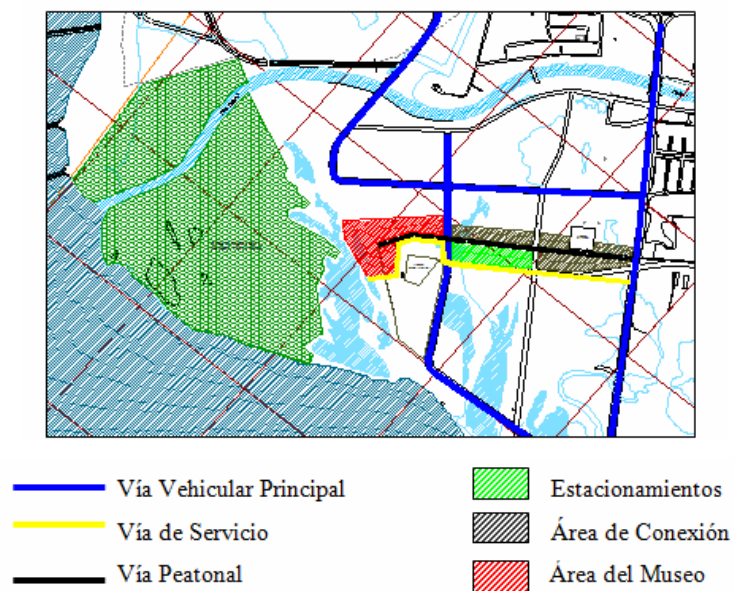 Vía Vehicular Principal
Vía de Servicio
Vía Peatonal
Estacionamientos
Área de Conexión
Área del Museo